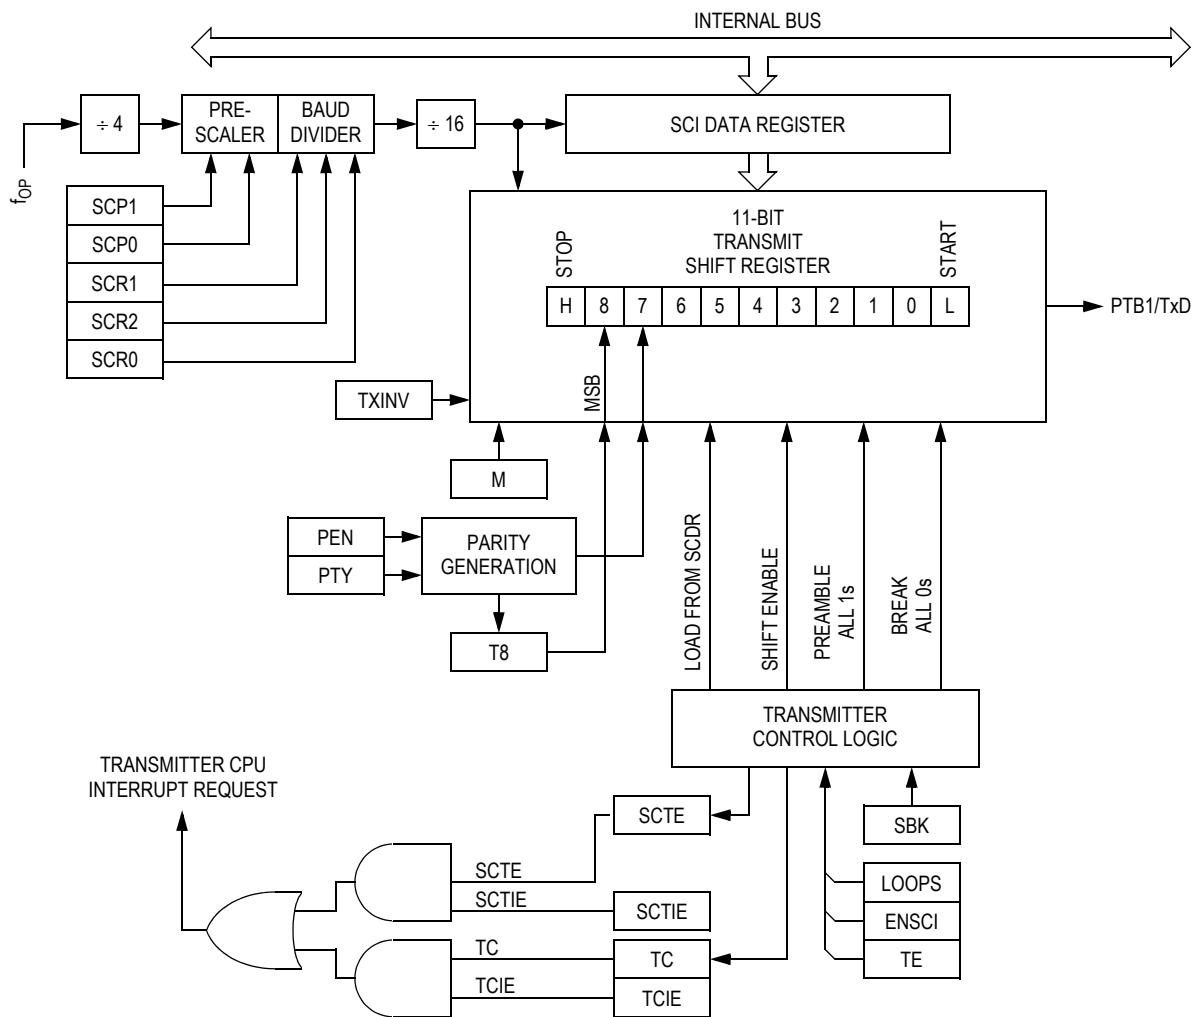 INTERNAL BUS
fOP
÷ 4
PRE-
SCALER
BAUD
DIVIDER
÷ 16
SCI DATA REGISTER
SCP1
SCP0
SCR1
SCR2
SCR0
11-BIT
TRANSMIT
SHIFT REGISTER
STOP
START
H 8 7 6 5 4 3 2 1 0 L
PTB1/TxD
TXINV
MSB
M
PEN
PTY
PARITY
GENERATION
T8
LOAD FROM SCDR
SHIFT ENABLE
PREAMBLE
ALL 1s
BREAK
ALL 0s
TRANSMITTER
CONTROL LOGIC
TRANSMITTER CPU
INTERRUPT REQUEST
SCTE
SBK
SCTE
SCTIE
SCTIE
LOOPS
ENSCI
TE
TC
TC
TCIE
TCIE